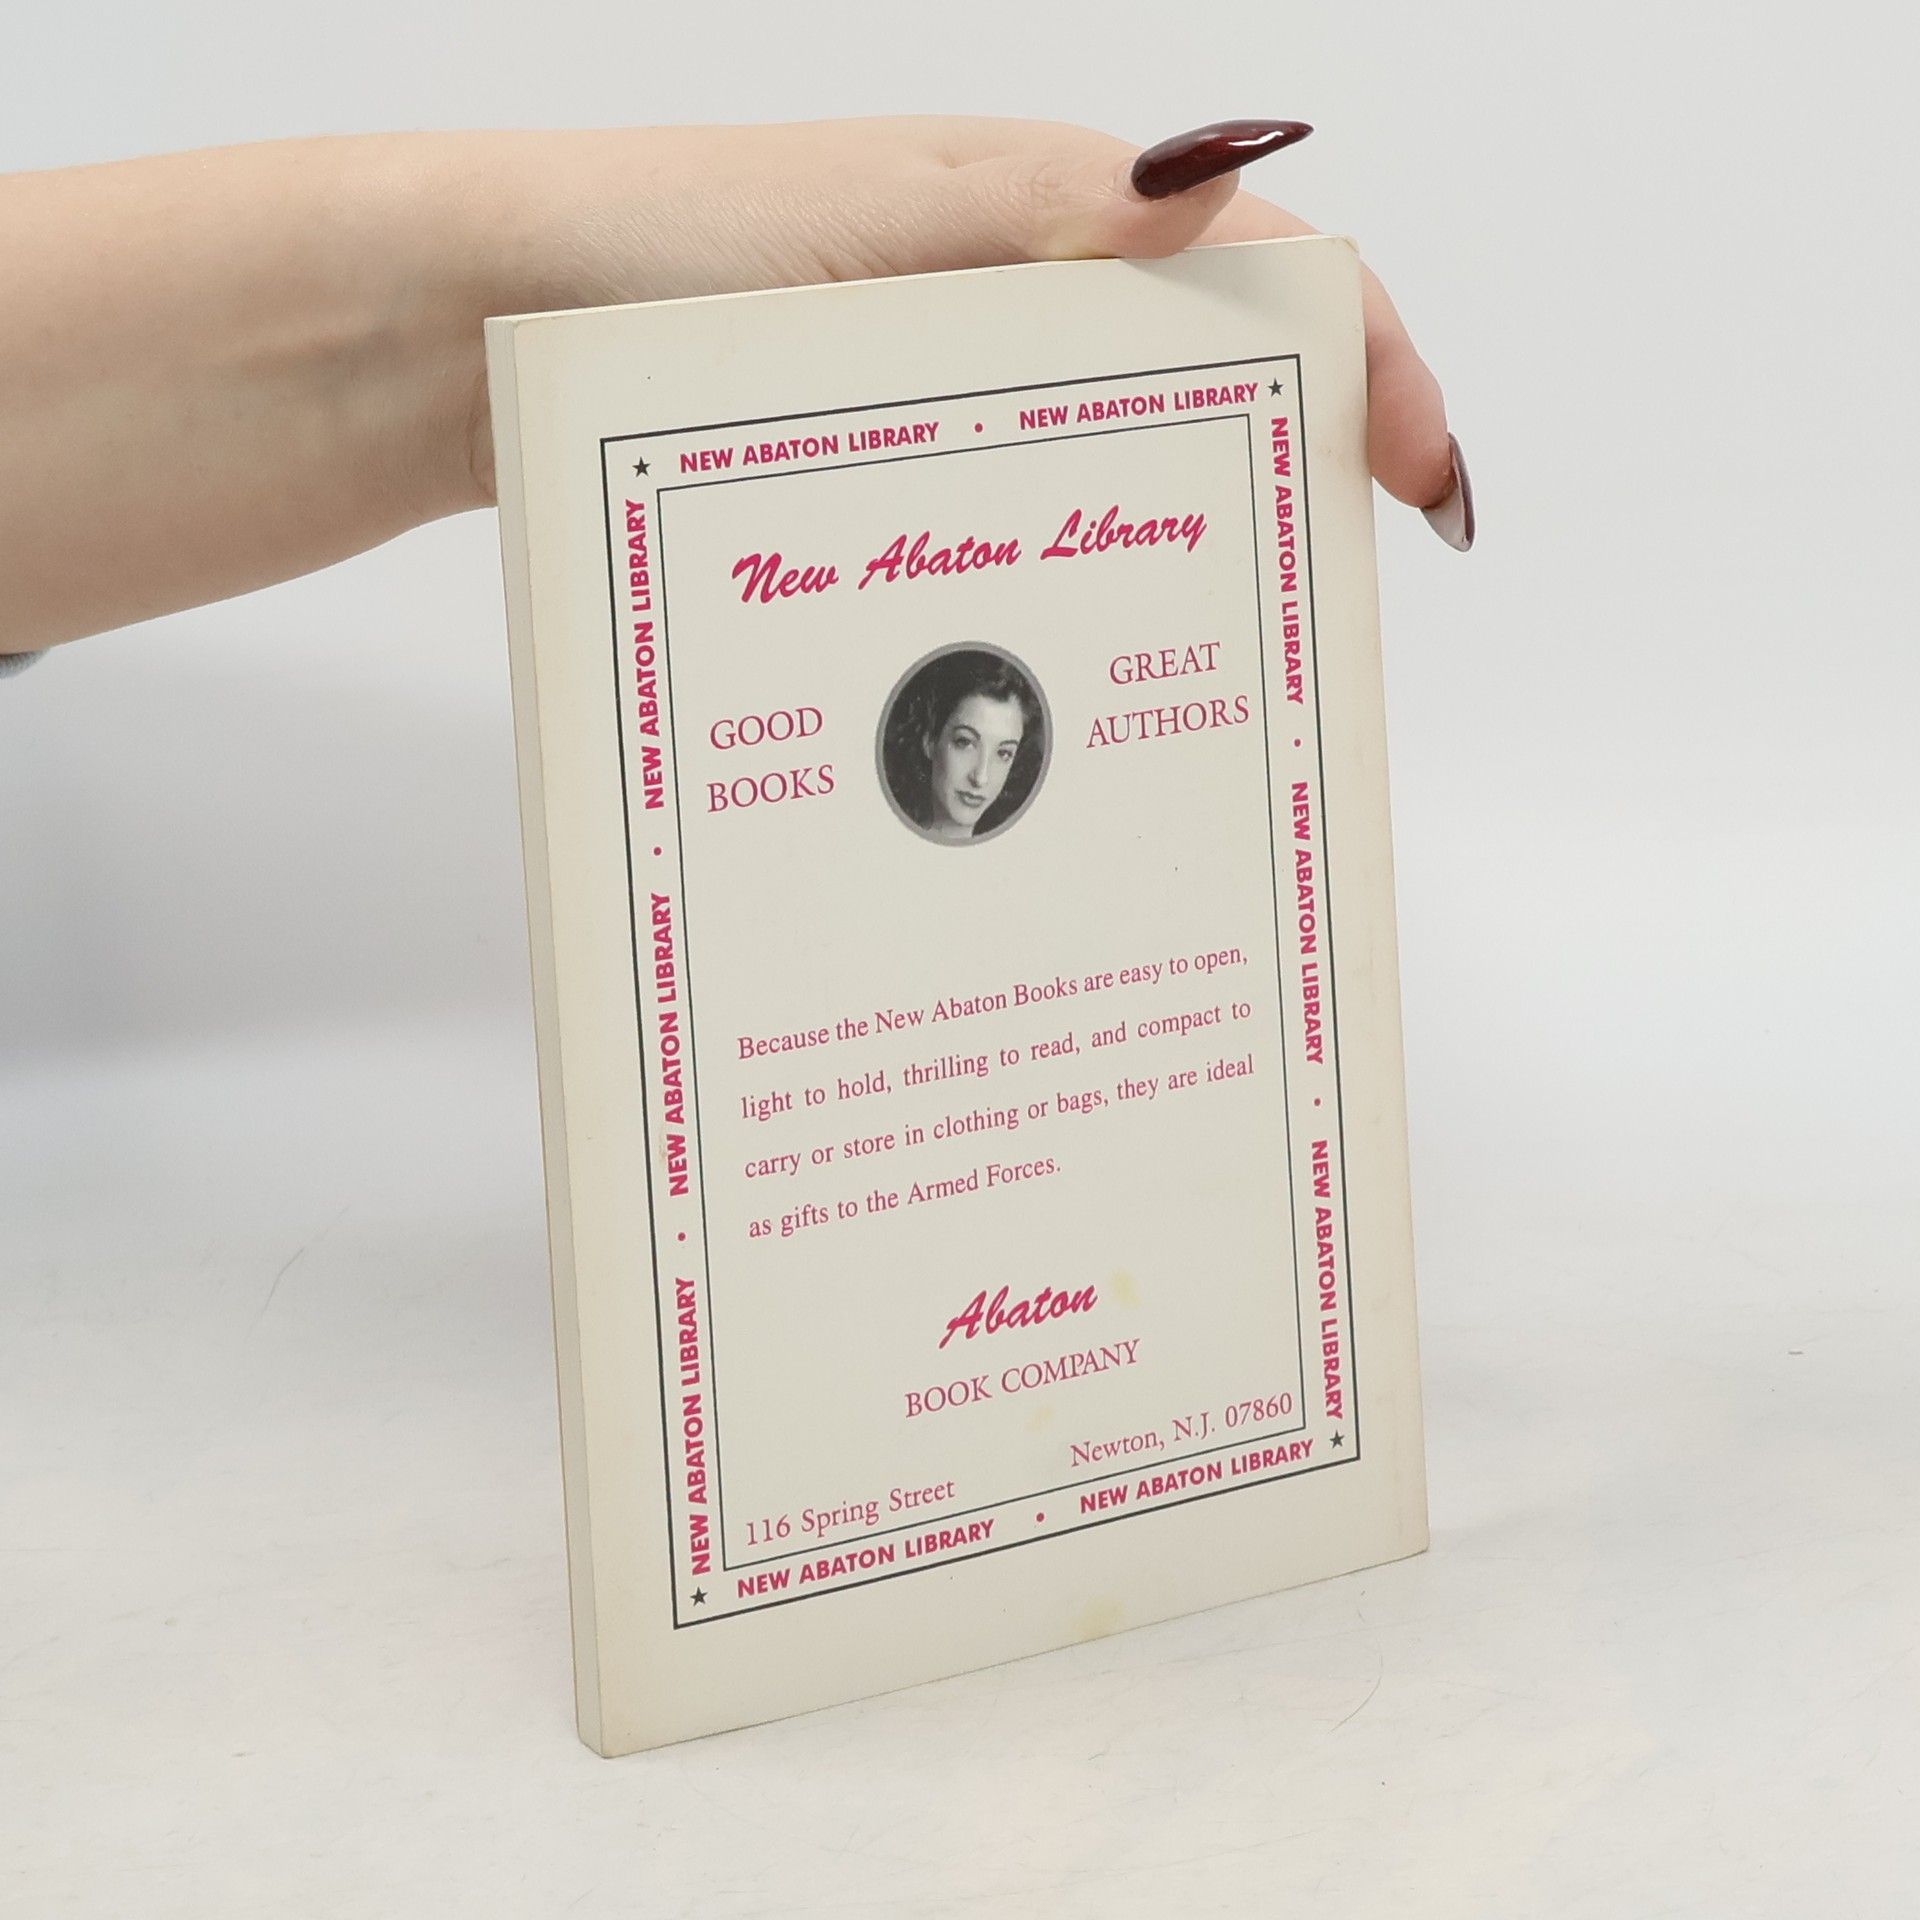 NEW ABATON LIBRARY • NEW ABATON LIBRARY
NEW ABATON LIBRARY • NEW ABATON LIBRARY • NEW ABATON LIBRARY
NEW ABATON LIBRARY • NEW ABATON LIBRARY • NEW ABATON LIBRARY
New Abaton Library
GOOD
BOOKS
GREAT
AUTHORS
Because the New Abaton Books are easy to open,
light to hold, thrilling to read, and compact to
carry or store in clothing or bags, they are ideal
as gifts to the Armed Forces.
Abaton
BOOK COMPANY
116 Spring Street
Newton, N.J. 07860
NEW ABATON LIBRARY • NEW ABATON LIBRARY